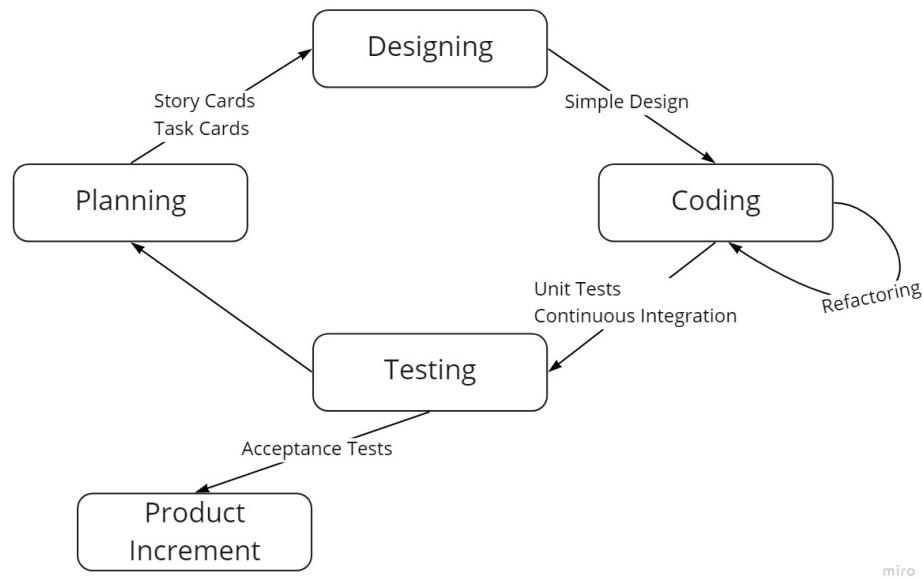 Designing
Story Cards
Task Cards
Simple Design
Planning
Coding
Unit Tests
Continuous Integration
Refactoring
Testing
Acceptance Tests
Product
Increment
miro